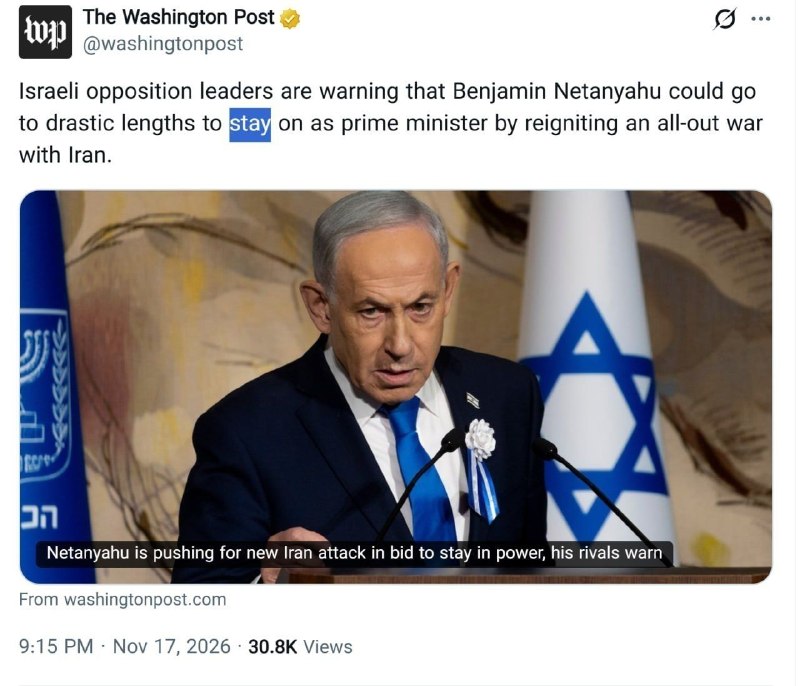 wp
The Washington Post
@washingtonpost
Israeli opposition leaders are warning that Benjamin Netanyahu could go
to drastic lengths to stay on as prime minister by reigniting an all-out war
with Iran.
הכ
Netanyahu is pushing for new Iran attack in bid to stay in power, his rivals warn
From washingtonpost.com
9:15 PM · Nov 17, 2026 · 30.8K Views